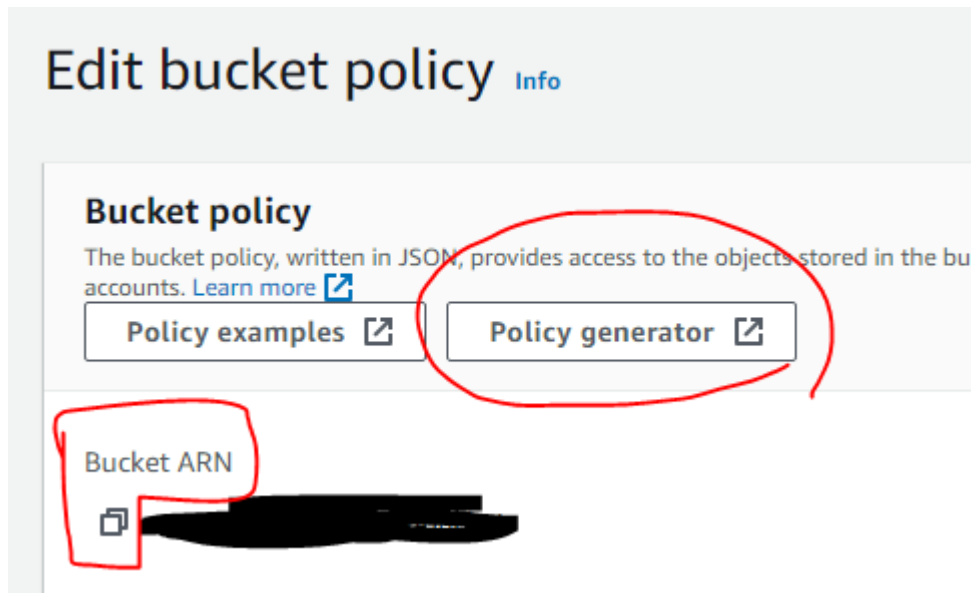 Edit bucket policy Info
Bucket policy
The bucket policy, written in JSON, provides access to the objects stored in the
accounts. Learn more
Policy examples
Policy generator
Bucket ARN